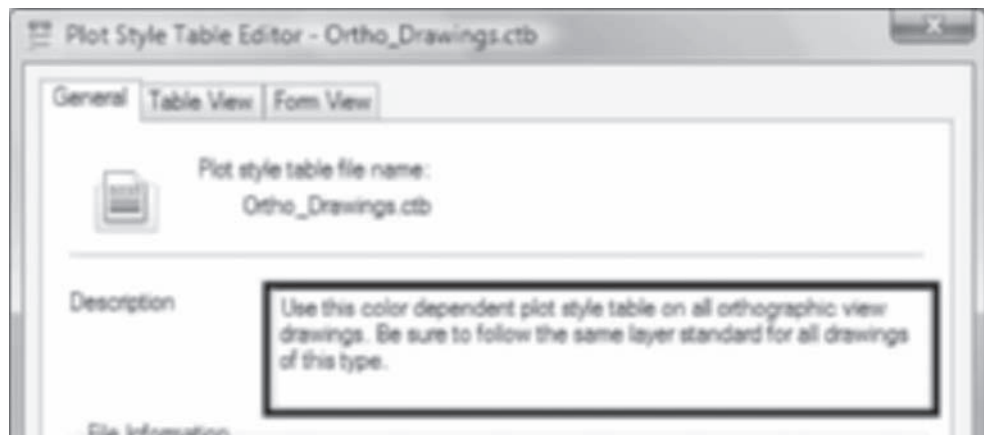 Plot Style Table Editor - Ortho_Drawings.ctb
General Table View Form View
Plot style table file name:
Ortho_Drawings.ctb
Description
Use this color dependent plot style table on all orthographic view
drawings. Be sure to follow the same layer standard for all drawings
of this type.
File Information